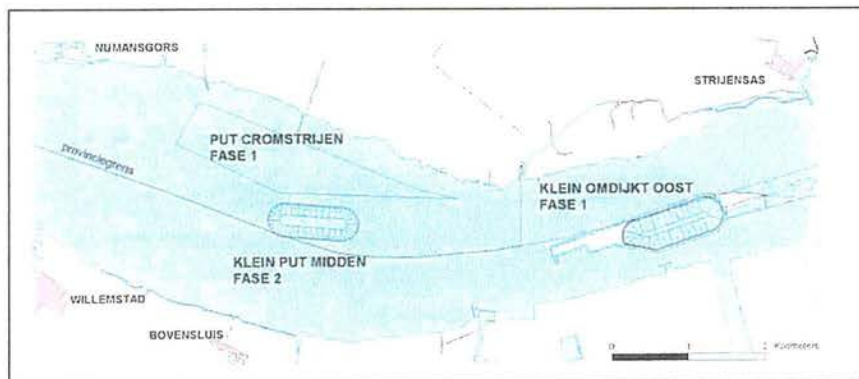 NUMANSGORS
STRIJENSAS
PUT CROMSTRIJEN
FASE 1
provinciegrens
KLEIN OMDIJKT OOST
FASE 1
KLEIN PUT MIDDEN
FASE 2
WILLEMSTAD
BOVENSLUIS
0 1 2 Kilometers